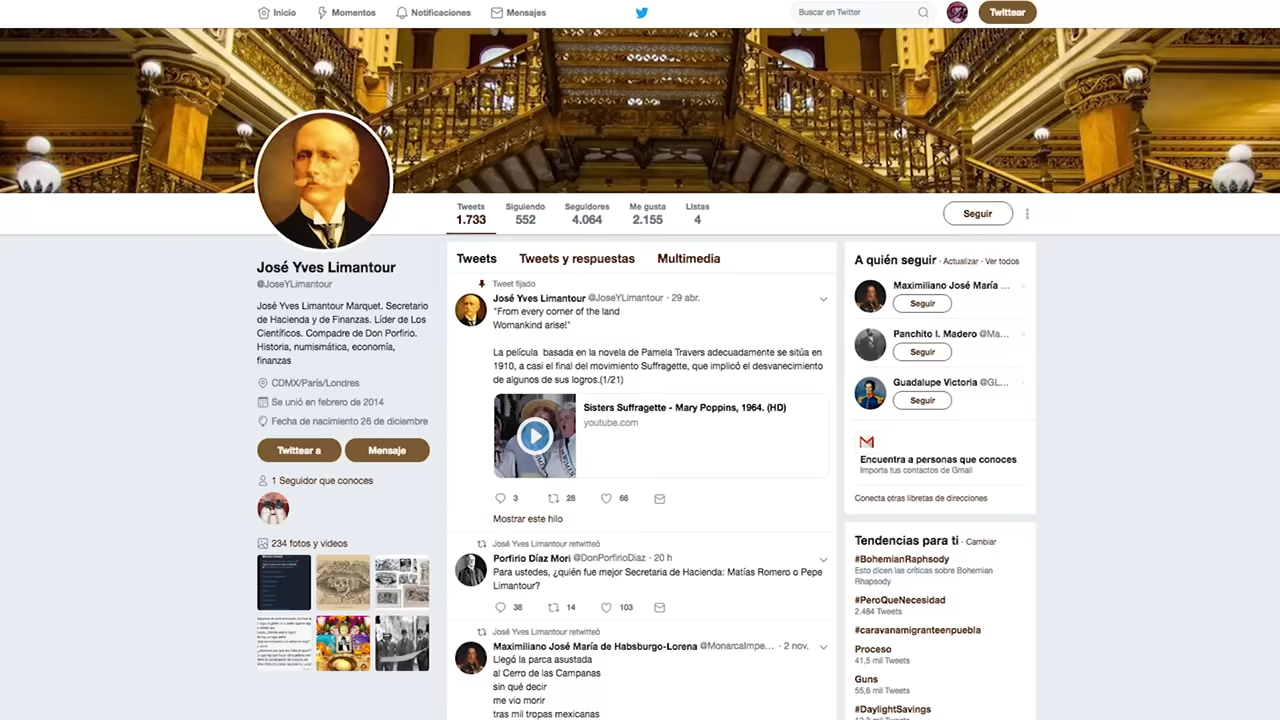 Inicio
Momentos
Notificaciones
Mensajes
Buscar en Twitter
Twittear
Tweets
1.733
Siguiendo
552
Seguidores
4.064
Me gusta
2.155
Listas
4
Seguir
José Yves Limantour
@JoseYLimantour
José Yves Limantour Marquet. Secretario
de Hacienda y de Finanzas. Líder de Los
Científicos. Compadre de Don Porfirio.
Historia, numismática, economía,
finanzas
CDMX/París/Londres
Se unió en febrero de 2014
Fecha de nacimiento 26 de diciembre
Twittear a
Mensaje
1 Seguidor que conoces
234 fotos y videos
Tweets
Tweets y respuestas
Multimedia
Tweet fijado
José Yves Limantour @JoseYLimantour · 29 abr.
"From every corner of the land
Womankind arise!"
La película basada en la novela de Pamela Travers adecuadamente se sitúa en
1910, a casi el final del movimiento Suffragette, que implicó el desvanecimiento
de algunos de sus logros.(1/21)
Sisters Suffragette - Mary Poppins, 1964. (HD)
youtube.com
3
28
66
Mostrar este hilo
José Yves Limantour retwitteó
Porfirio Díaz Mori @DonPorfirioDiaz · 20 h
Para ustedes, ¿quién fue mejor Secretaria de Hacienda: Matías Romero o Pepe
Limantour?
38
14
103
José Yves Limantour retwitteó
Maximiliano José María de Habsburgo-Lorena @MonarcaImpe... · 2 nov.
Llegó la parca asustada
al Cerro de las Campanas
sin qué decir
me vio morir
tras mil tropas mexicanas
A quién seguir · Actualizar · Ver todos
Maximiliano José María ...
Seguir
Panchito I. Madero @Ma...
Seguir
Guadalupe Victoria @GL...
Seguir
Encuentra a personas que conoces
Importa tus contactos de Gmail
Conecta otras libretas de direcciones
Tendencias para ti · Cambiar
#BohemianRaphsody
Esto dicen las críticas sobre Bohemian
Rhapsody
#PeroQueNecesidad
2.484 Tweets
#caravanamigranteenpuebla
Proceso
41,5 mil Tweets
Guns
55,6 mil Tweets
#DaylightSavings